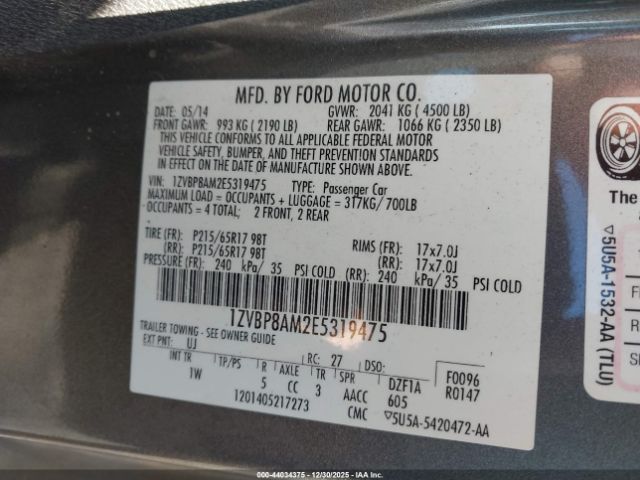 MFD. BY FORD MOTOR CO.
DATE: 05/14 GVWR: 2041 KG ( 4500 LB)
FRONT GAWR: 993 KG ( 2190 LB) REAR GAWR: 1066 KG ( 2350 LB)
THIS VEHICLE CONFORMS TO ALL APPLICABLE FEDERAL MOTOR
VEHICLE SAFETY, BUMPER, AND THEFT PREVENTION STANDARDS
IN EFFECT ON THE DATE OF MANUFACTURE SHOWN ABOVE.
VIN: 1ZVBP8AM2E5319475 TYPE: Passenger Car
MAXIMUM LOAD = OCCUPANTS + LUGGAGE = 317KG/ 700LB
- OCCUPANTS = 4 TOTAL; 2 FRONT, 2 REAR
TIRE (FR): P215/65R17 98T RIMS (FR): 17x7.0J
(RR): P215/65R17 98T (RR): 17x7.0J
PRESSURE (FR): 240 kPa/ 35 PSI COLD (RR): 240 kPa/ 35 PSI COLD
1ZVBP8AM2E5319475
TRAILER TOWING - SEE OWNER GUIDE
EXT PNT: UJ RC: 27 DSO: F0096
INT TR TP/PS R AXLE TR SPR DZF1A R0147
1W 5 CC 3 AACC 605
1201405217273 CMC ▽5U5A-5420472-AA
▽5U5A-1532-AA (TLU)
000-44034375 - 12/30/2025 - IAA, Inc.